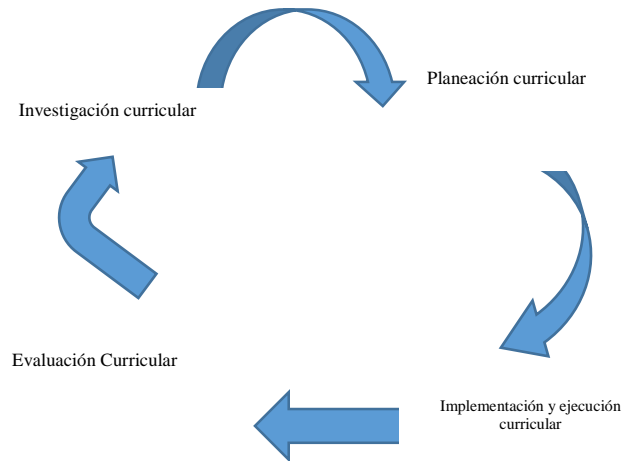 Planeación curricular
Investigación curricular
Evaluación Curricular
Implementación y ejecución
curricular